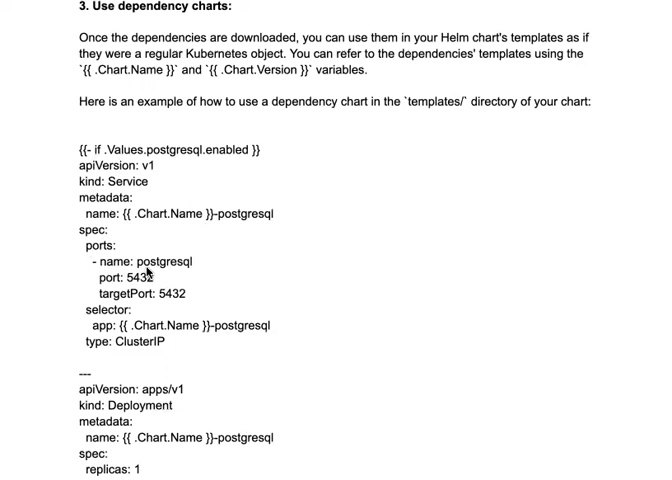 3. Use dependency charts:
Once the dependencies are downloaded, you can use them in your Helm chart's templates as if
they were a regular Kubernetes object. You can refer to the dependencies' templates using the
`{{ .Chart.Name }}` and `{{ .Chart.Version }}` variables.
Here is an example of how to use a dependency chart in the `templates/` directory of your chart:
{{- if .Values.postgresql.enabled }}
apiVersion: v1
kind: Service
metadata:
  name: {{ .Chart.Name }}-postgresql
spec:
  ports:
    - name: postgresql
      port: 5432
      targetPort: 5432
  selector:
    app: {{ .Chart.Name }}-postgresql
  type: ClusterIP
---
apiVersion: apps/v1
kind: Deployment
metadata:
  name: {{ .Chart.Name }}-postgresql
spec:
  replicas: 1